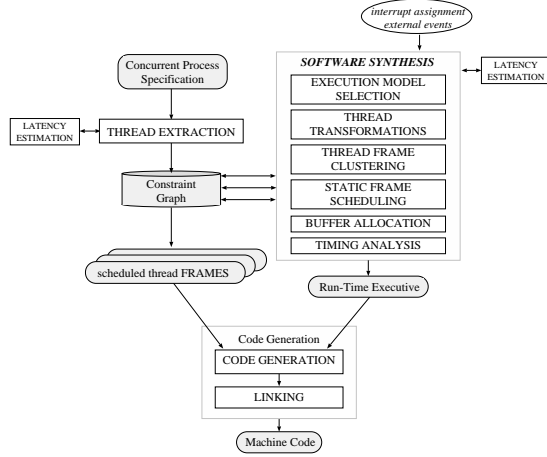 interrupt assignment
external events
Concurrent Process
Specification
SOFTWARE SYNTHESIS
LATENCY
ESTIMATION
EXECUTION MODEL
SELECTION
THREAD
TRANSFORMATIONS
LATENCY
ESTIMATION
THREAD EXTRACTION
THREAD FRAME
CLUSTERING
Constraint
Graph
STATIC FRAME
SCHEDULING
BUFFER ALLOCATION
TIMING ANALYSIS
scheduled thread FRAMES
Run-Time Executive
Code Generation
CODE GENERATION
LINKING
Machine Code